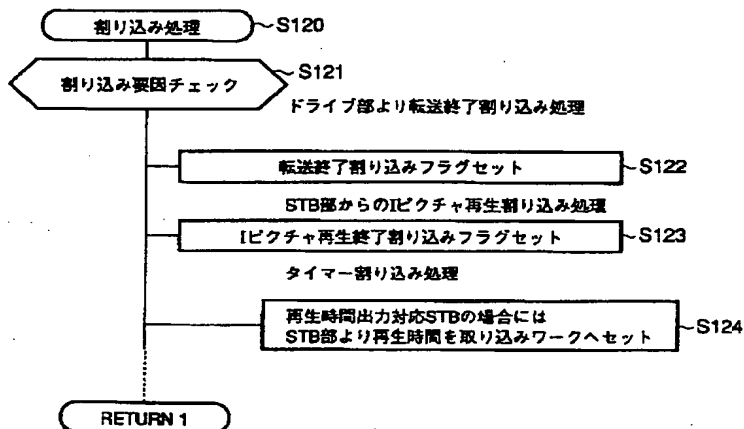 割り込み処理 S120
割り込み要因チェック S121
ドライブ部より転送終了割り込み処理
転送終了割り込みフラグセット S122
STB部からのIピクチャ再生割り込み処理
Iピクチャ再生終了割り込みフラグセット S123
タイマー割り込み処理
再生時間出力対応STBの場合には
STB部より再生時間を取り込みワークへセット S124
RETURN 1